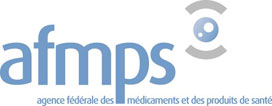 afmps
agence fédérale des médicaments et des produits de santé